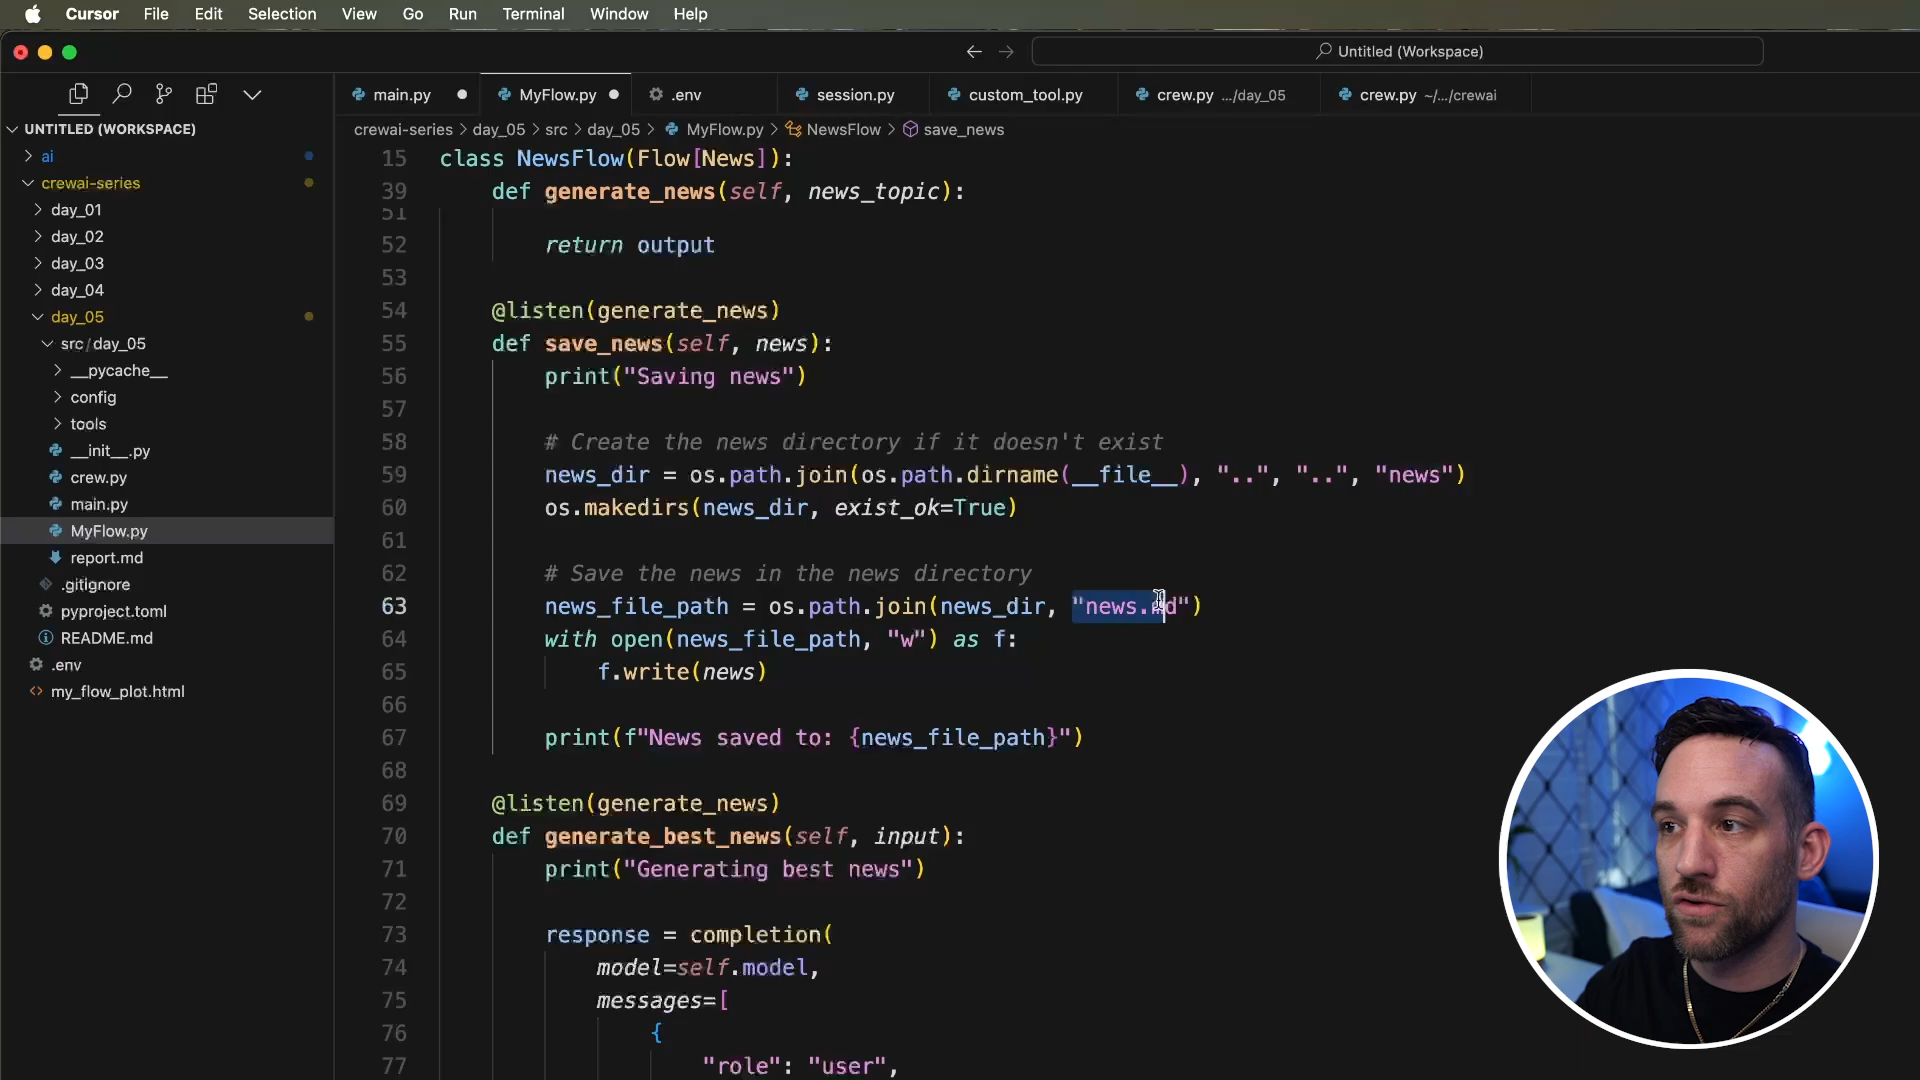 Cursor File Edit Selection View Go Run Terminal Window Help
Untitled (Workspace)
main.py MyFlow.py .env session.py custom_tool.py crew.py .../day_05 crew.py ~/.../crewai
UNTITLED (WORKSPACE)
ai
crewai-series
day_01
day_02
day_03
day_04
day_05
src/day_05
__pycache__
config
tools
__init__.py
crew.py
main.py
MyFlow.py
report.md
.gitignore
pyproject.toml
README.md
.env
my_flow_plot.html
crewai-series > day_05 > src > day_05 > MyFlow.py > NewsFlow > save_news
15 class NewsFlow(Flow[News]):
39 def generate_news(self, news_topic):
51
52 return output
53
54 @listen(generate_news)
55 def save_news(self, news):
56 print("Saving news")
57
58 # Create the news directory if it doesn't exist
59 news_dir = os.path.join(os.path.dirname(__file__), "..", "..", "news")
60 os.makedirs(news_dir, exist_ok=True)
61
62 # Save the news in the news directory
63 news_file_path = os.path.join(news_dir, "news.md")
64 with open(news_file_path, "w") as f:
65 f.write(news)
66
67 print(f"News saved to: {news_file_path}")
68
69 @listen(generate_news)
70 def generate_best_news(self, input):
71 print("Generating best news")
72
73 response = completion(
74 model=self.model,
75 messages=[
76 {
77 "role": "user",